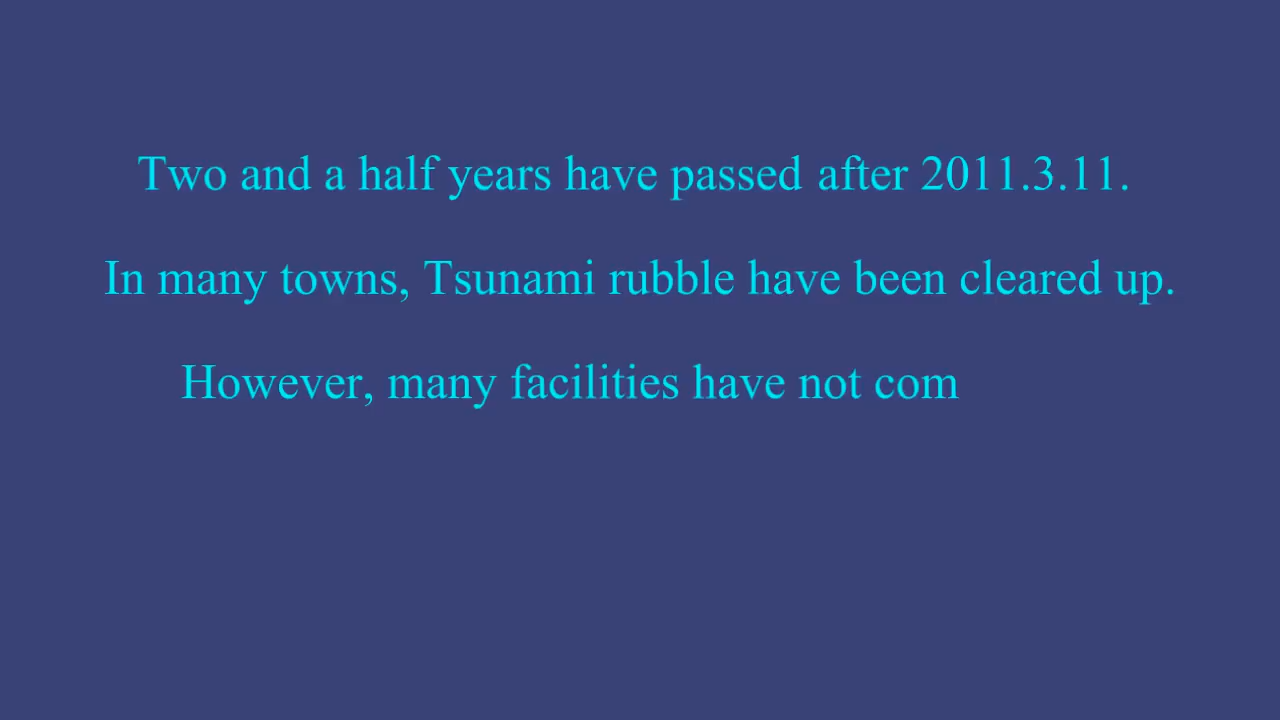 Two and a half years have passed after 2011.3.11.
In many towns, Tsunami rubble have been cleared up.
However, many facilities have not com